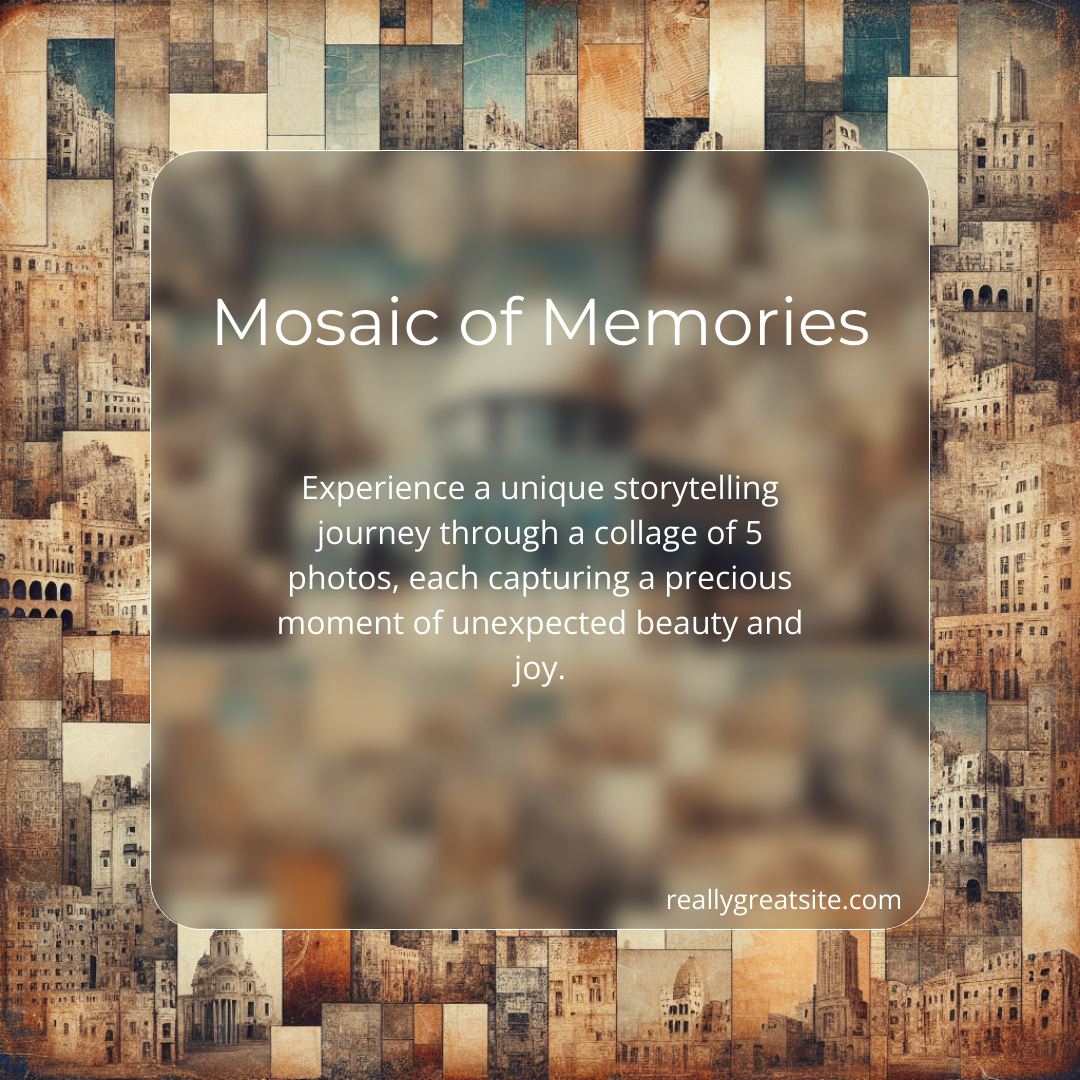 Mosaic of Memories
Experience a unique storytelling
journey through a collage of 5
photos, each capturing a precious
moment of unexpected beauty and
joy.
reallygreatsite.com